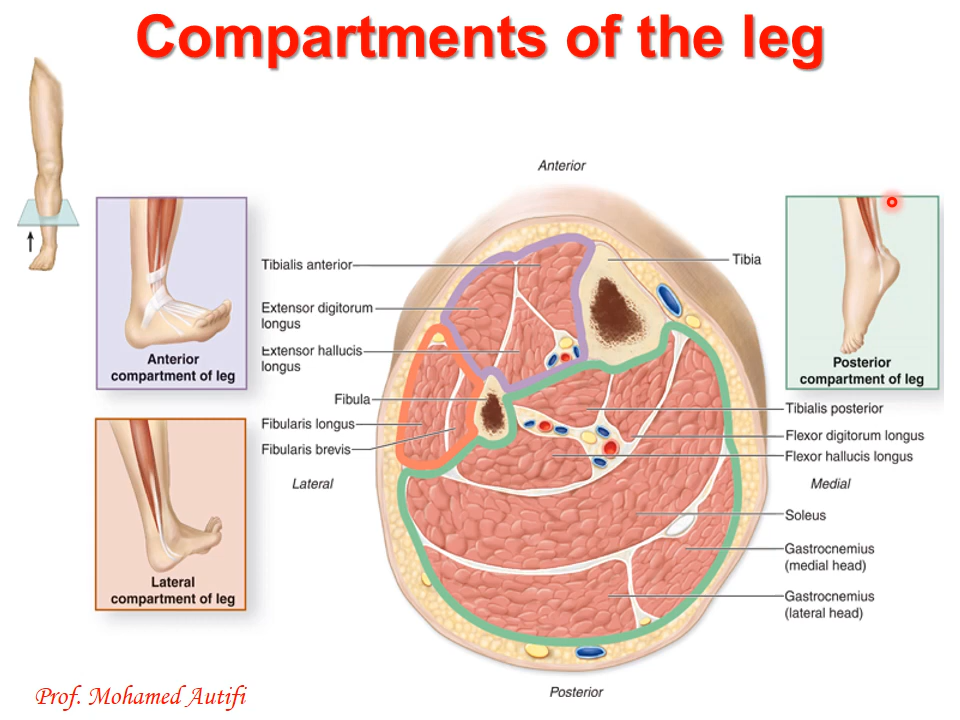 Compartments of the leg
Anterior
Tibialis anterior
Extensor digitorum
longus
Extensor hallucis
longus
Fibula
Fibularis longus
Fibularis brevis
Lateral
Tibia
Tibialis posterior
Flexor digitorum longus
Flexor hallucis longus
Medial
Soleus
Gastrocnemius
(medial head)
Gastrocnemius
(lateral head)
Posterior
Anterior
compartment of leg
Lateral
compartment of leg
Posterior
compartment of leg
Prof. Mohamed Autifi